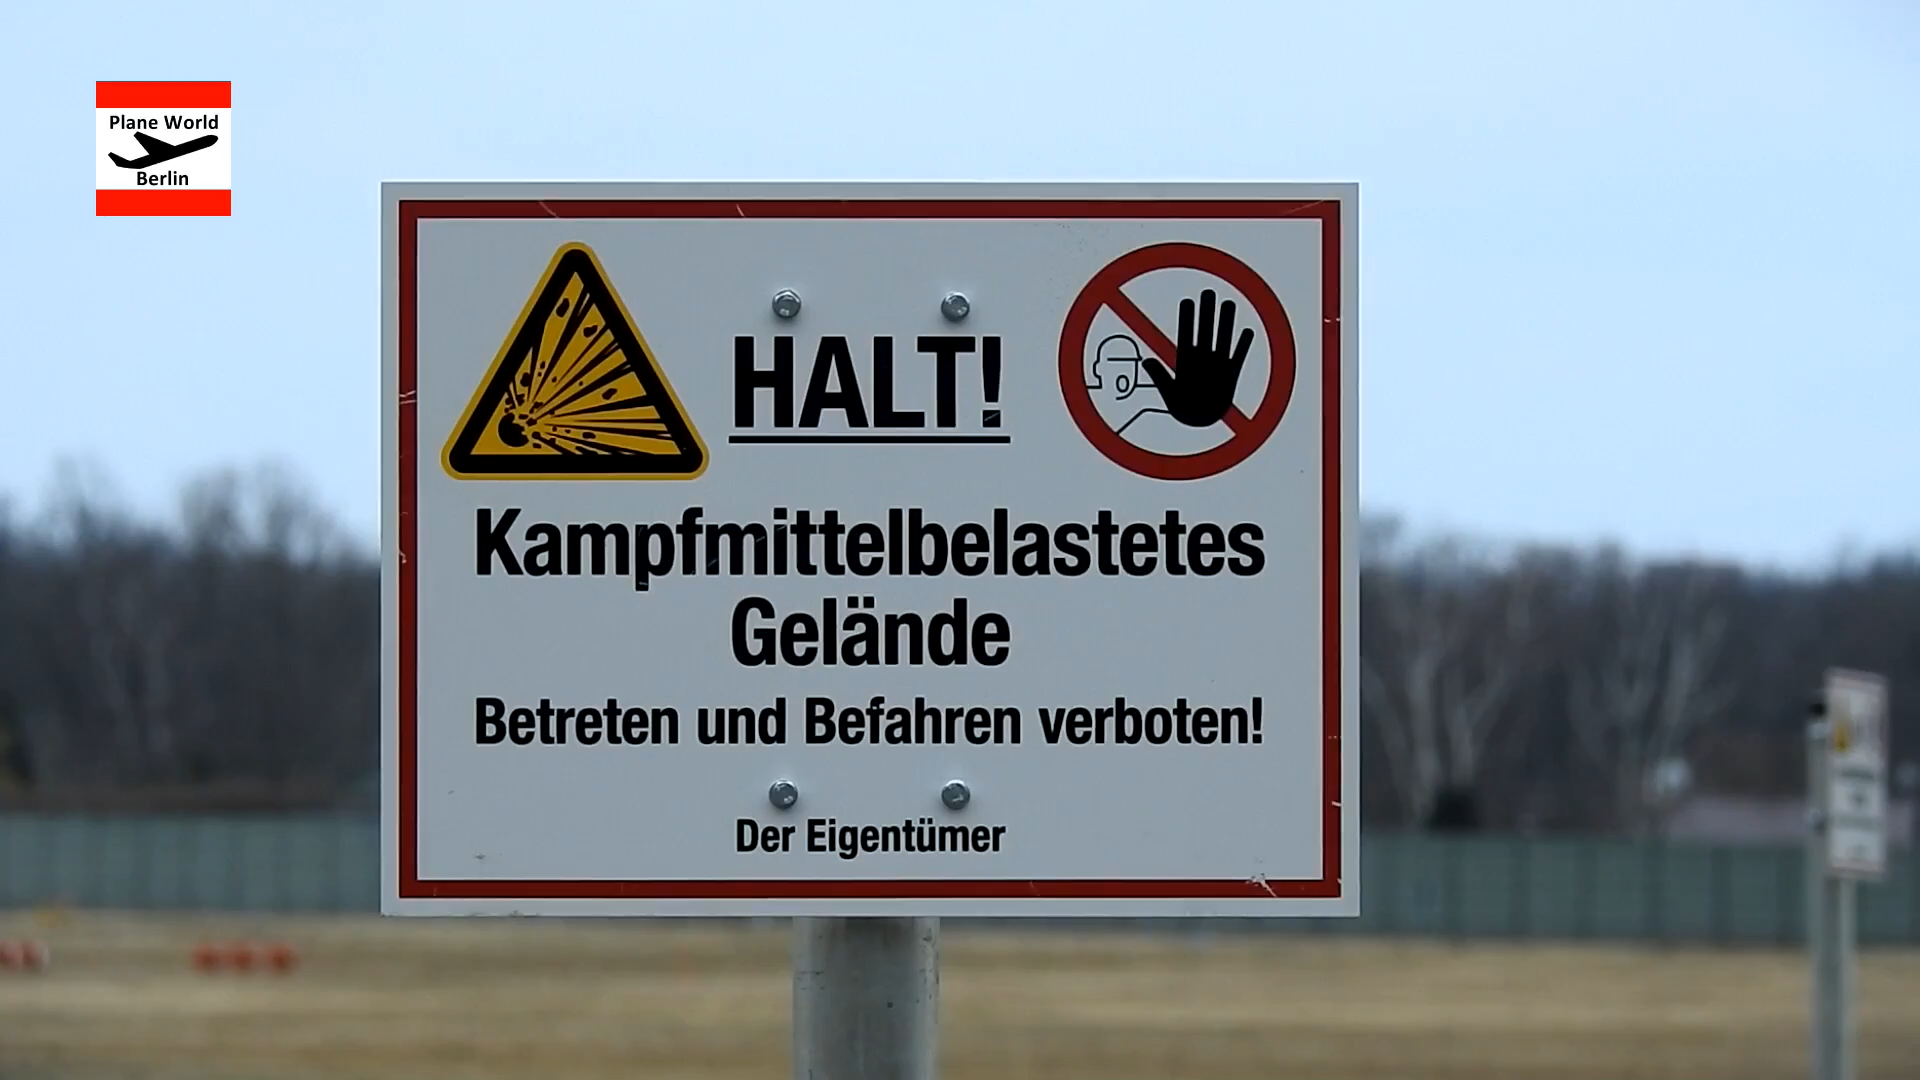 Plane World
Berlin
HALT!
Kampfmittelbelastetes
Gelände
Betreten und Befahren verboten!
Der Eigentümer